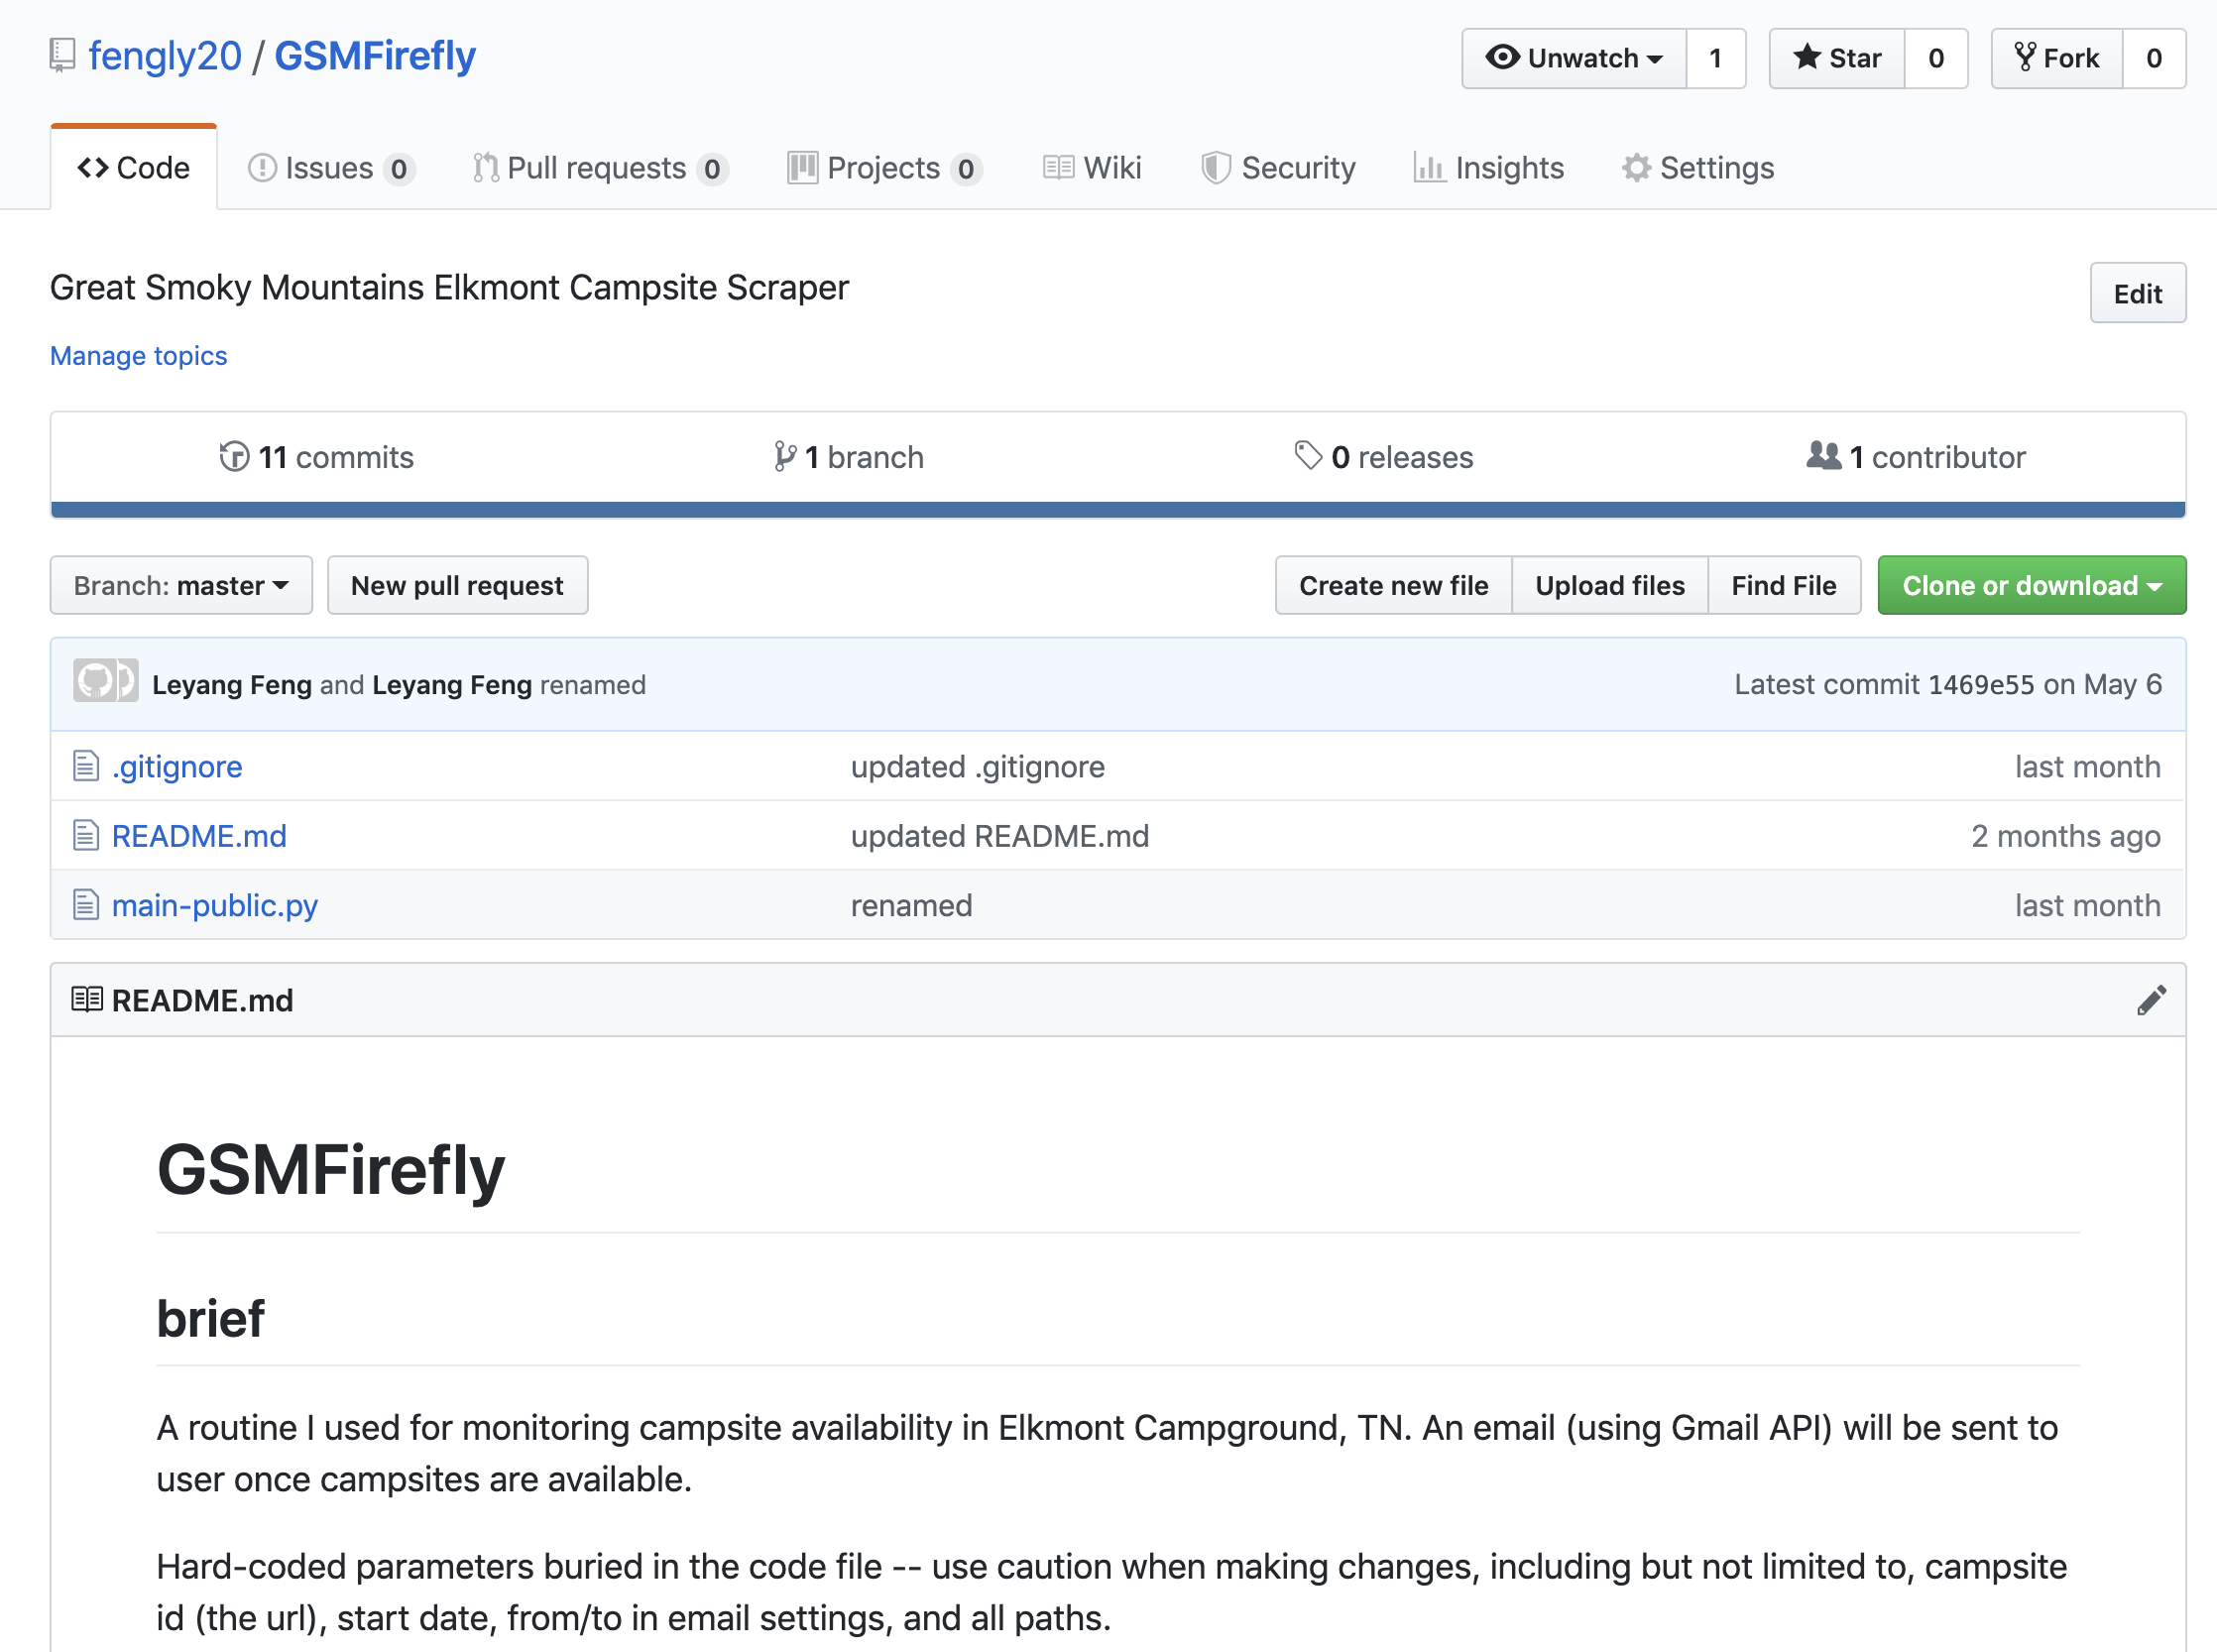 fengly20 / GSMFirefly
Unwatch 1 Star 0 Fork 0
Code Issues 0 Pull requests 0 Projects 0 Wiki Security Insights Settings
Great Smoky Mountains Elkmont Campsite Scraper
Edit
Manage topics
11 commits 1 branch 0 releases 1 contributor
Branch: master New pull request Create new file Upload files Find File Clone or download
Leyang Feng and Leyang Feng renamed Latest commit 1469e55 on May 6
.gitignore updated .gitignore last month
README.md updated README.md 2 months ago
main-public.py renamed last month
README.md
GSMFirefly
brief
A routine I used for monitoring campsite availability in Elkmont Campground, TN. An email (using Gmail API) will be sent to
user once campsites are available.
Hard-coded parameters buried in the code file -- use caution when making changes, including but not limited to, campsite
id (the url), start date, from/to in email settings, and all paths.